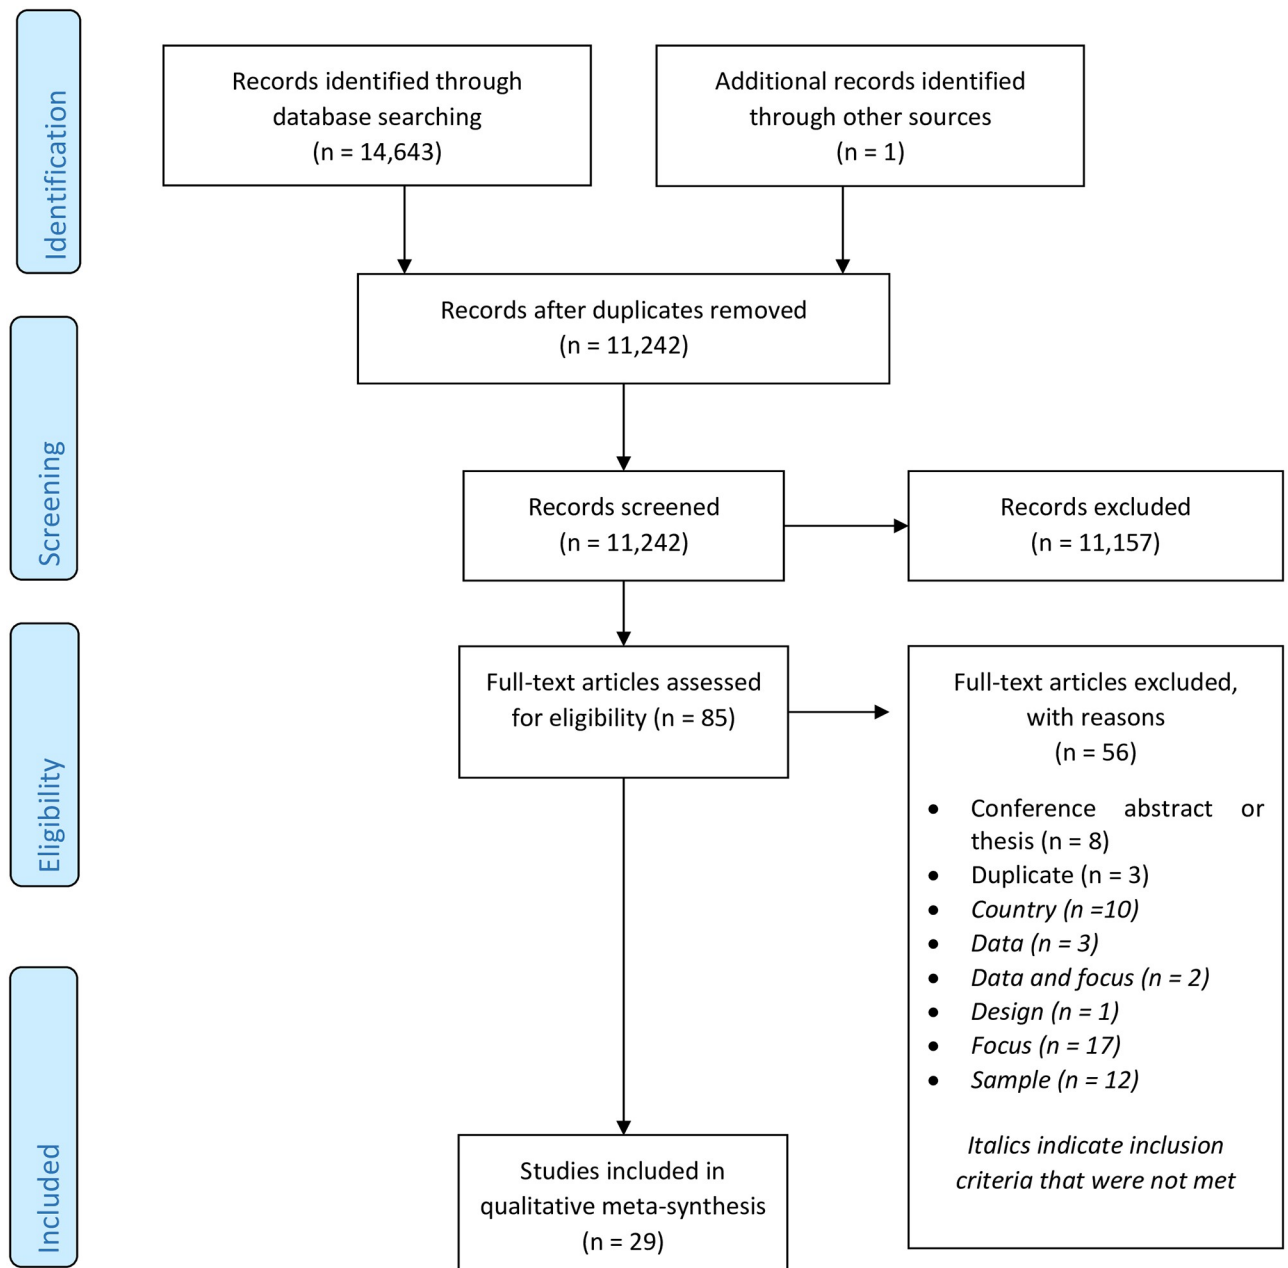 Identification
Records identified through
database searching
(n = 14,643)
Additional records identified
through other sources
(n = 1)
Records after duplicates removed
(n = 11,242)
Screening
Records screened
(n = 11,242)
Records excluded
(n = 11,157)
Eligibility
Full-text articles assessed
for eligibility (n = 85)
Full-text articles excluded,
with reasons
(n = 56)
• Conference abstract or
thesis (n = 8)
• Duplicate (n = 3)
• Country (n =10)
• Data (n = 3)
• Data and focus (n = 2)
• Design (n = 1)
• Focus (n = 17)
• Sample (n = 12)
Italics indicate inclusion
criteria that were not met
Included
Studies included in
qualitative meta-synthesis
(n = 29)